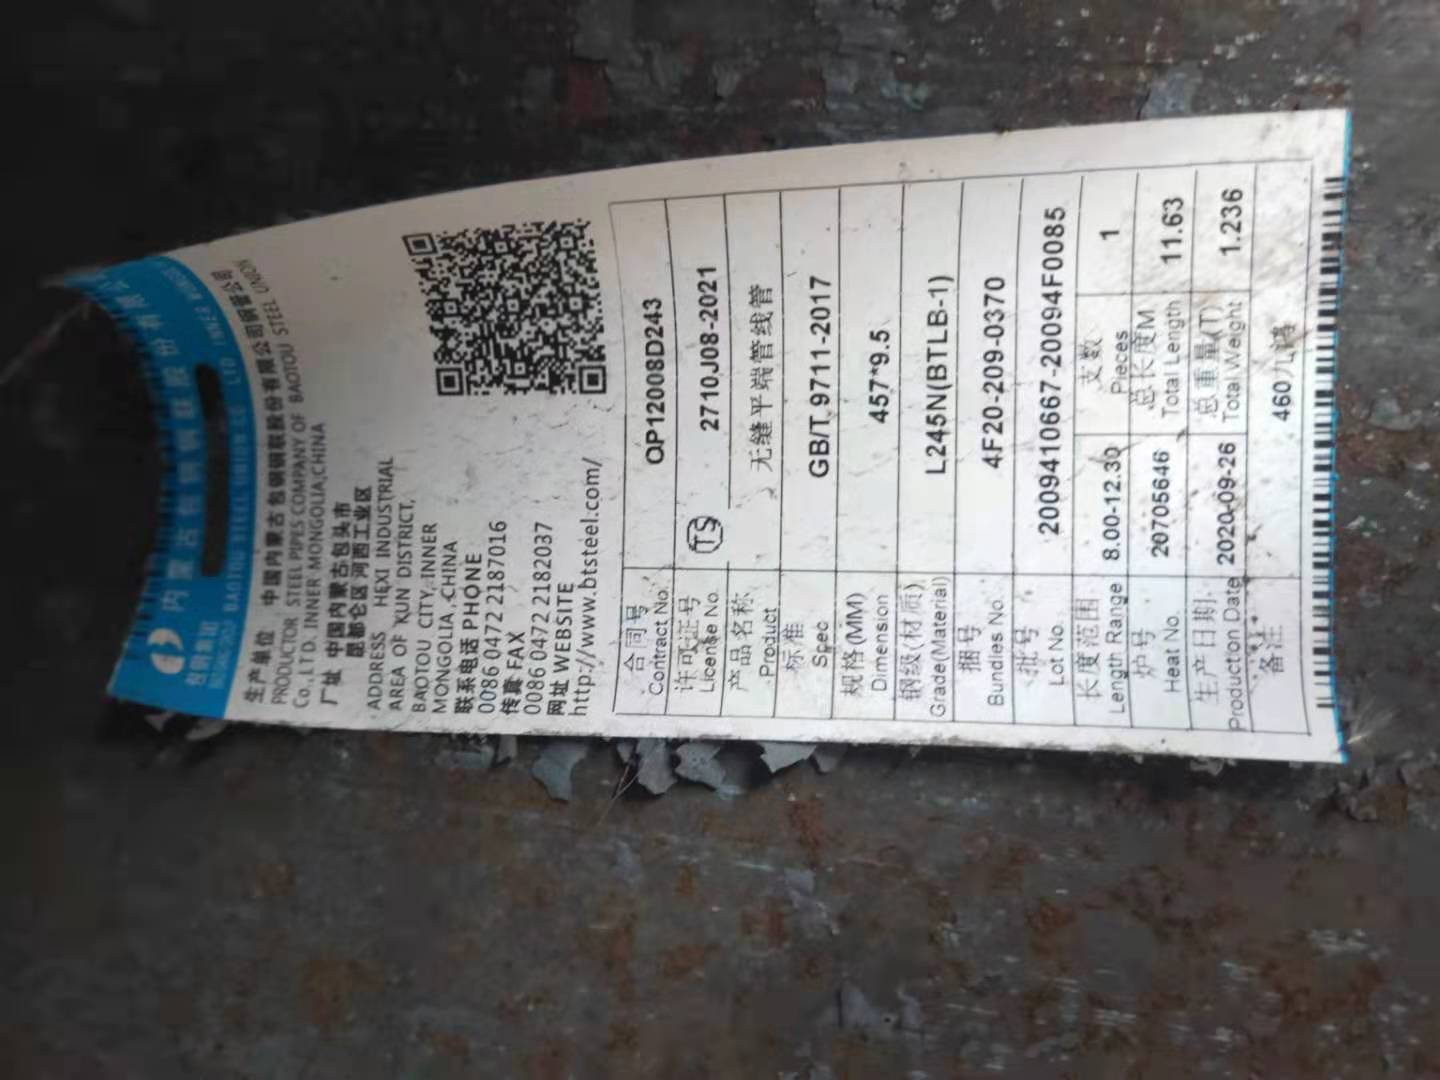 包钢集团
内蒙古包钢钢联股份有限公司
BAOTOU STEEL UNION CO. LTD
生产单位 中国内蒙古包钢钢联股份有限公司钢管公司
PRODUCTOR STEEL PIPES COMPANY OF BAOTOU STEEL UNION
Co.,LTD. INNER MONGOLIA,CHINA
厂址 中国内蒙古包头市
昆都仑区河西工业区
ADDRESS HEXI INDUSTRIAL
AREA OF KUN DISTRICT,
BAOTOU CITY, INNER
MONGOLIA ,CHINA
联系电话 PHONE
0086 0472 2187016
传真 FAX
0086 0472 2182037
网址 WEBSITE
http://www.btsteel.com/
合同号 Contract No. QP12008D243
许可证号 License No. TS 2710J08-2021
产品名称 Product 无缝平端管线管
标准 Spec GB/T.9711-2017
规格(MM) Dimension 457*9.5
钢级(材质) Grade(Material) L245N(BTLB-1)
捆号 Bundles No. 4F20-209-0370
批号 Lot No. 2009410667-20094F0085
长度范围 Length Range 8.00-12.30 支数 Pieces 1
炉号 Heat No. 20705646 总长度M Total Length 11.63
生产日期 Production Date 2020-09-26 总重量(T) Total Weight 1.236
备注 460